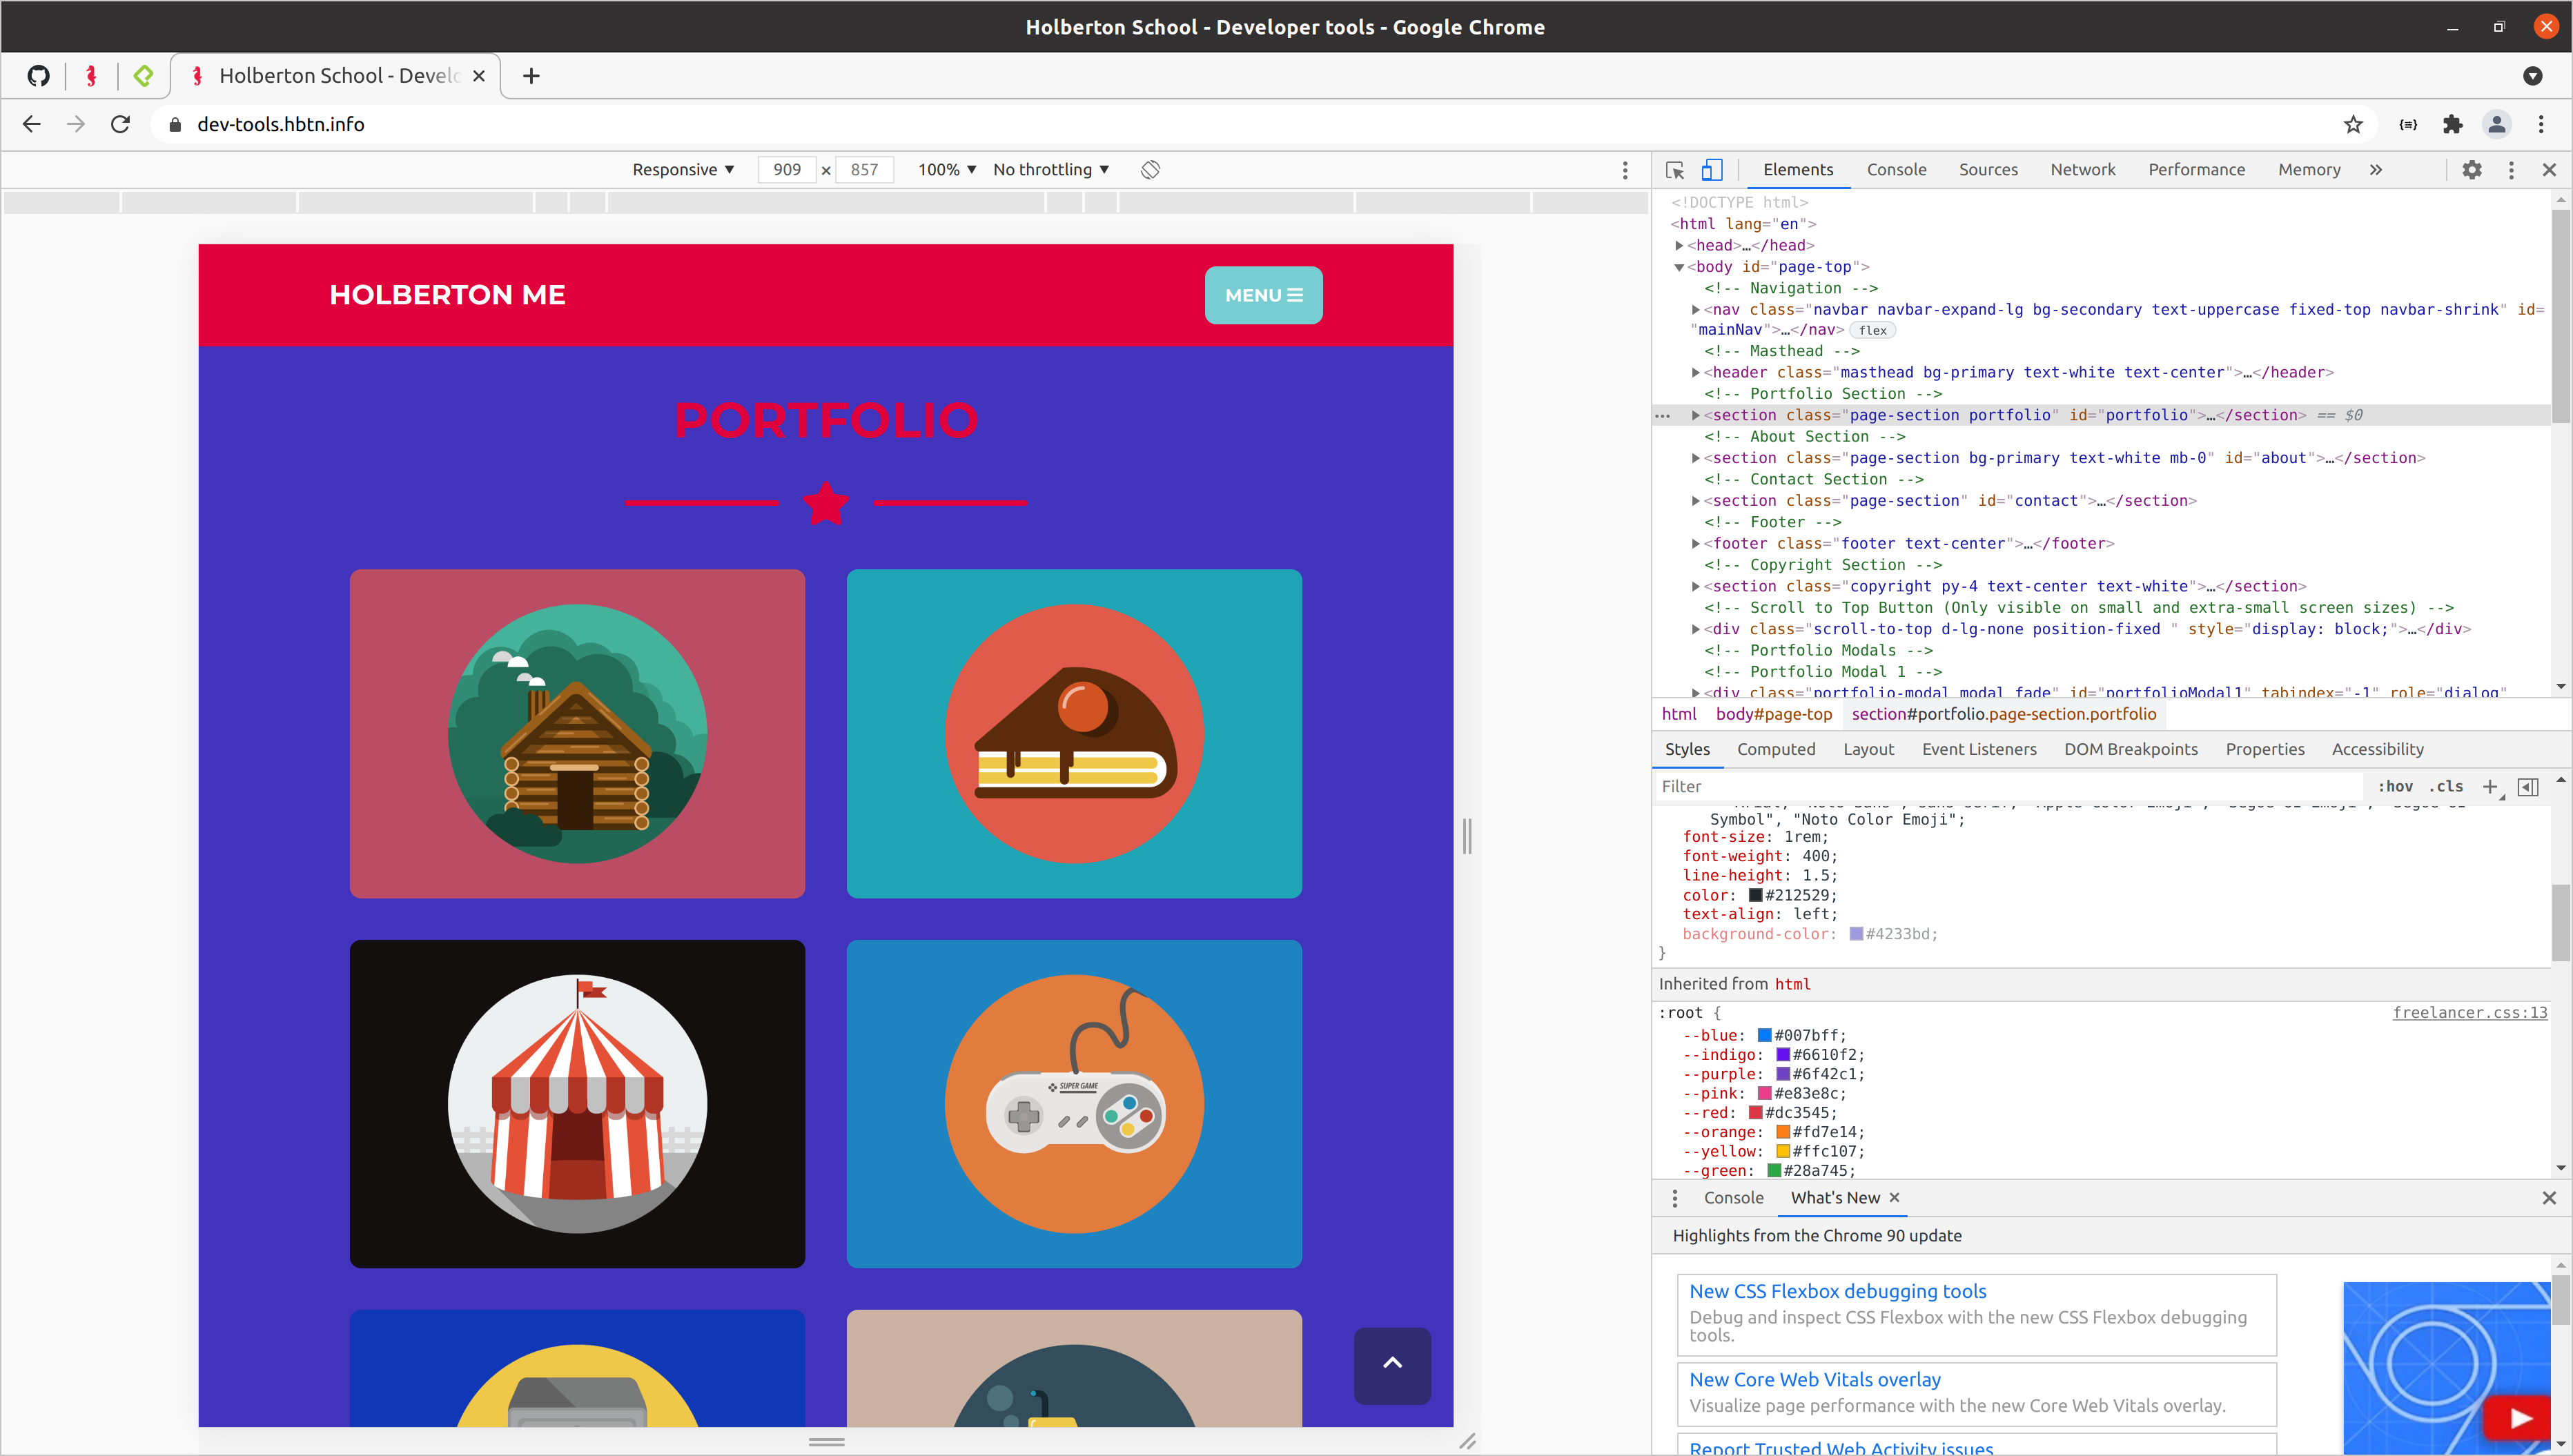 Holberton School - Developer tools - Google Chrome
Holberton School - Develo
dev-tools.hbtn.info
Responsive ▼ 909 × 857 100% ▼ No throttling ▼
HOLBERTON ME
MENU
PORTFOLIO
SUPER GAME
Elements Console Sources Network Performance Memory »
<!DOCTYPE html>
<html lang="en">
<head>…</head>
<body id="page-top">
<!-- Navigation -->
<nav class="navbar navbar-expand-lg bg-secondary text-uppercase fixed-top navbar-shrink" id=
"mainNav">…</nav> flex
<!-- Masthead -->
<header class="masthead bg-primary text-white text-center">…</header>
<!-- Portfolio Section -->
<section class="page-section portfolio" id="portfolio">…</section> == $0
<!-- About Section -->
<section class="page-section bg-primary text-white mb-0" id="about">…</section>
<!-- Contact Section -->
<section class="page-section" id="contact">…</section>
<!-- Footer -->
<footer class="footer text-center">…</footer>
<!-- Copyright Section -->
<section class="copyright py-4 text-center text-white">…</section>
<!-- Scroll to Top Button (Only visible on small and extra-small screen sizes) -->
<div class="scroll-to-top d-lg-none position-fixed " style="display: block;">…</div>
<!-- Portfolio Modals -->
<!-- Portfolio Modal 1 -->
<div class="portfolio-modal modal fade" id="portfolioModal1" tabindex="-1" role="dialog"
html body#page-top section#portfolio.page-section.portfolio
Styles Computed Layout Event Listeners DOM Breakpoints Properties Accessibility
Filter :hov .cls
Symbol", "Noto Color Emoji";
font-size: 1rem;
font-weight: 400;
line-height: 1.5;
color: #212529;
text-align: left;
background-color: #4233bd;
}
Inherited from html
:root { freelancer.css:13
--blue: #007bff;
--indigo: #6610f2;
--purple: #6f42c1;
--pink: #e83e8c;
--red: #dc3545;
--orange: #fd7e14;
--yellow: #ffc107;
--green: #28a745;
Console What's New
Highlights from the Chrome 90 update
New CSS Flexbox debugging tools
Debug and inspect CSS Flexbox with the new CSS Flexbox debugging
tools.
New Core Web Vitals overlay
Visualize page performance with the new Core Web Vitals overlay.
Report Trusted Web Activity issues